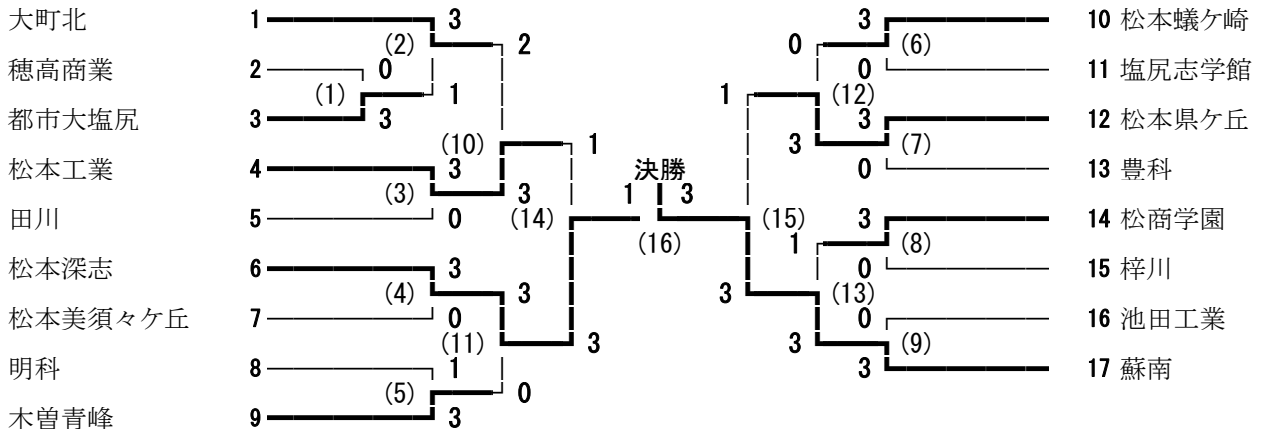 大町北 1 3 3 10 松本蟻ケ崎
(2) 2 0 (6)
穂高商業 2 0 0 11 塩尻志学館
(1) 1 1 (12)
都市大塩尻 3 3 3 12 松本県ケ丘
(10) 1 3 (7)
松本工業 4 3 決勝 0 13 豊科
(3) 3 1 3
田川 5 0 (14) (15) 3 14 松商学園
(16) 1 (8)
松本深志 6 3 0 15 梓川
(4) 3 3 (13)
松本美須々ケ丘 7 0 0 16 池田工業
(11) 3 3 (9)
明科 8 1 3 17 蘇南
(5) 0
木曽青峰 9 3